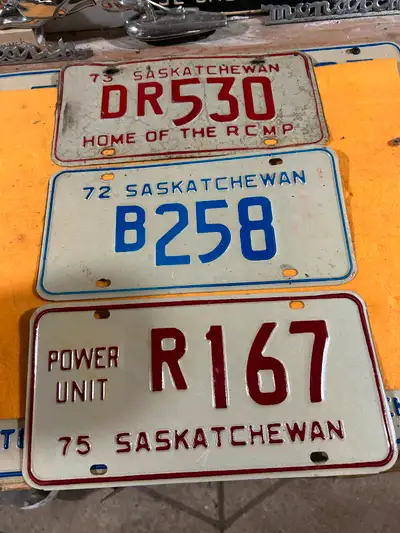 73 SASKATCHEWAN
DR530
HOME OF THE RCMP
72 SASKATCHEWAN
B258
POWER UNIT
R167
75 SASKATCHEWAN